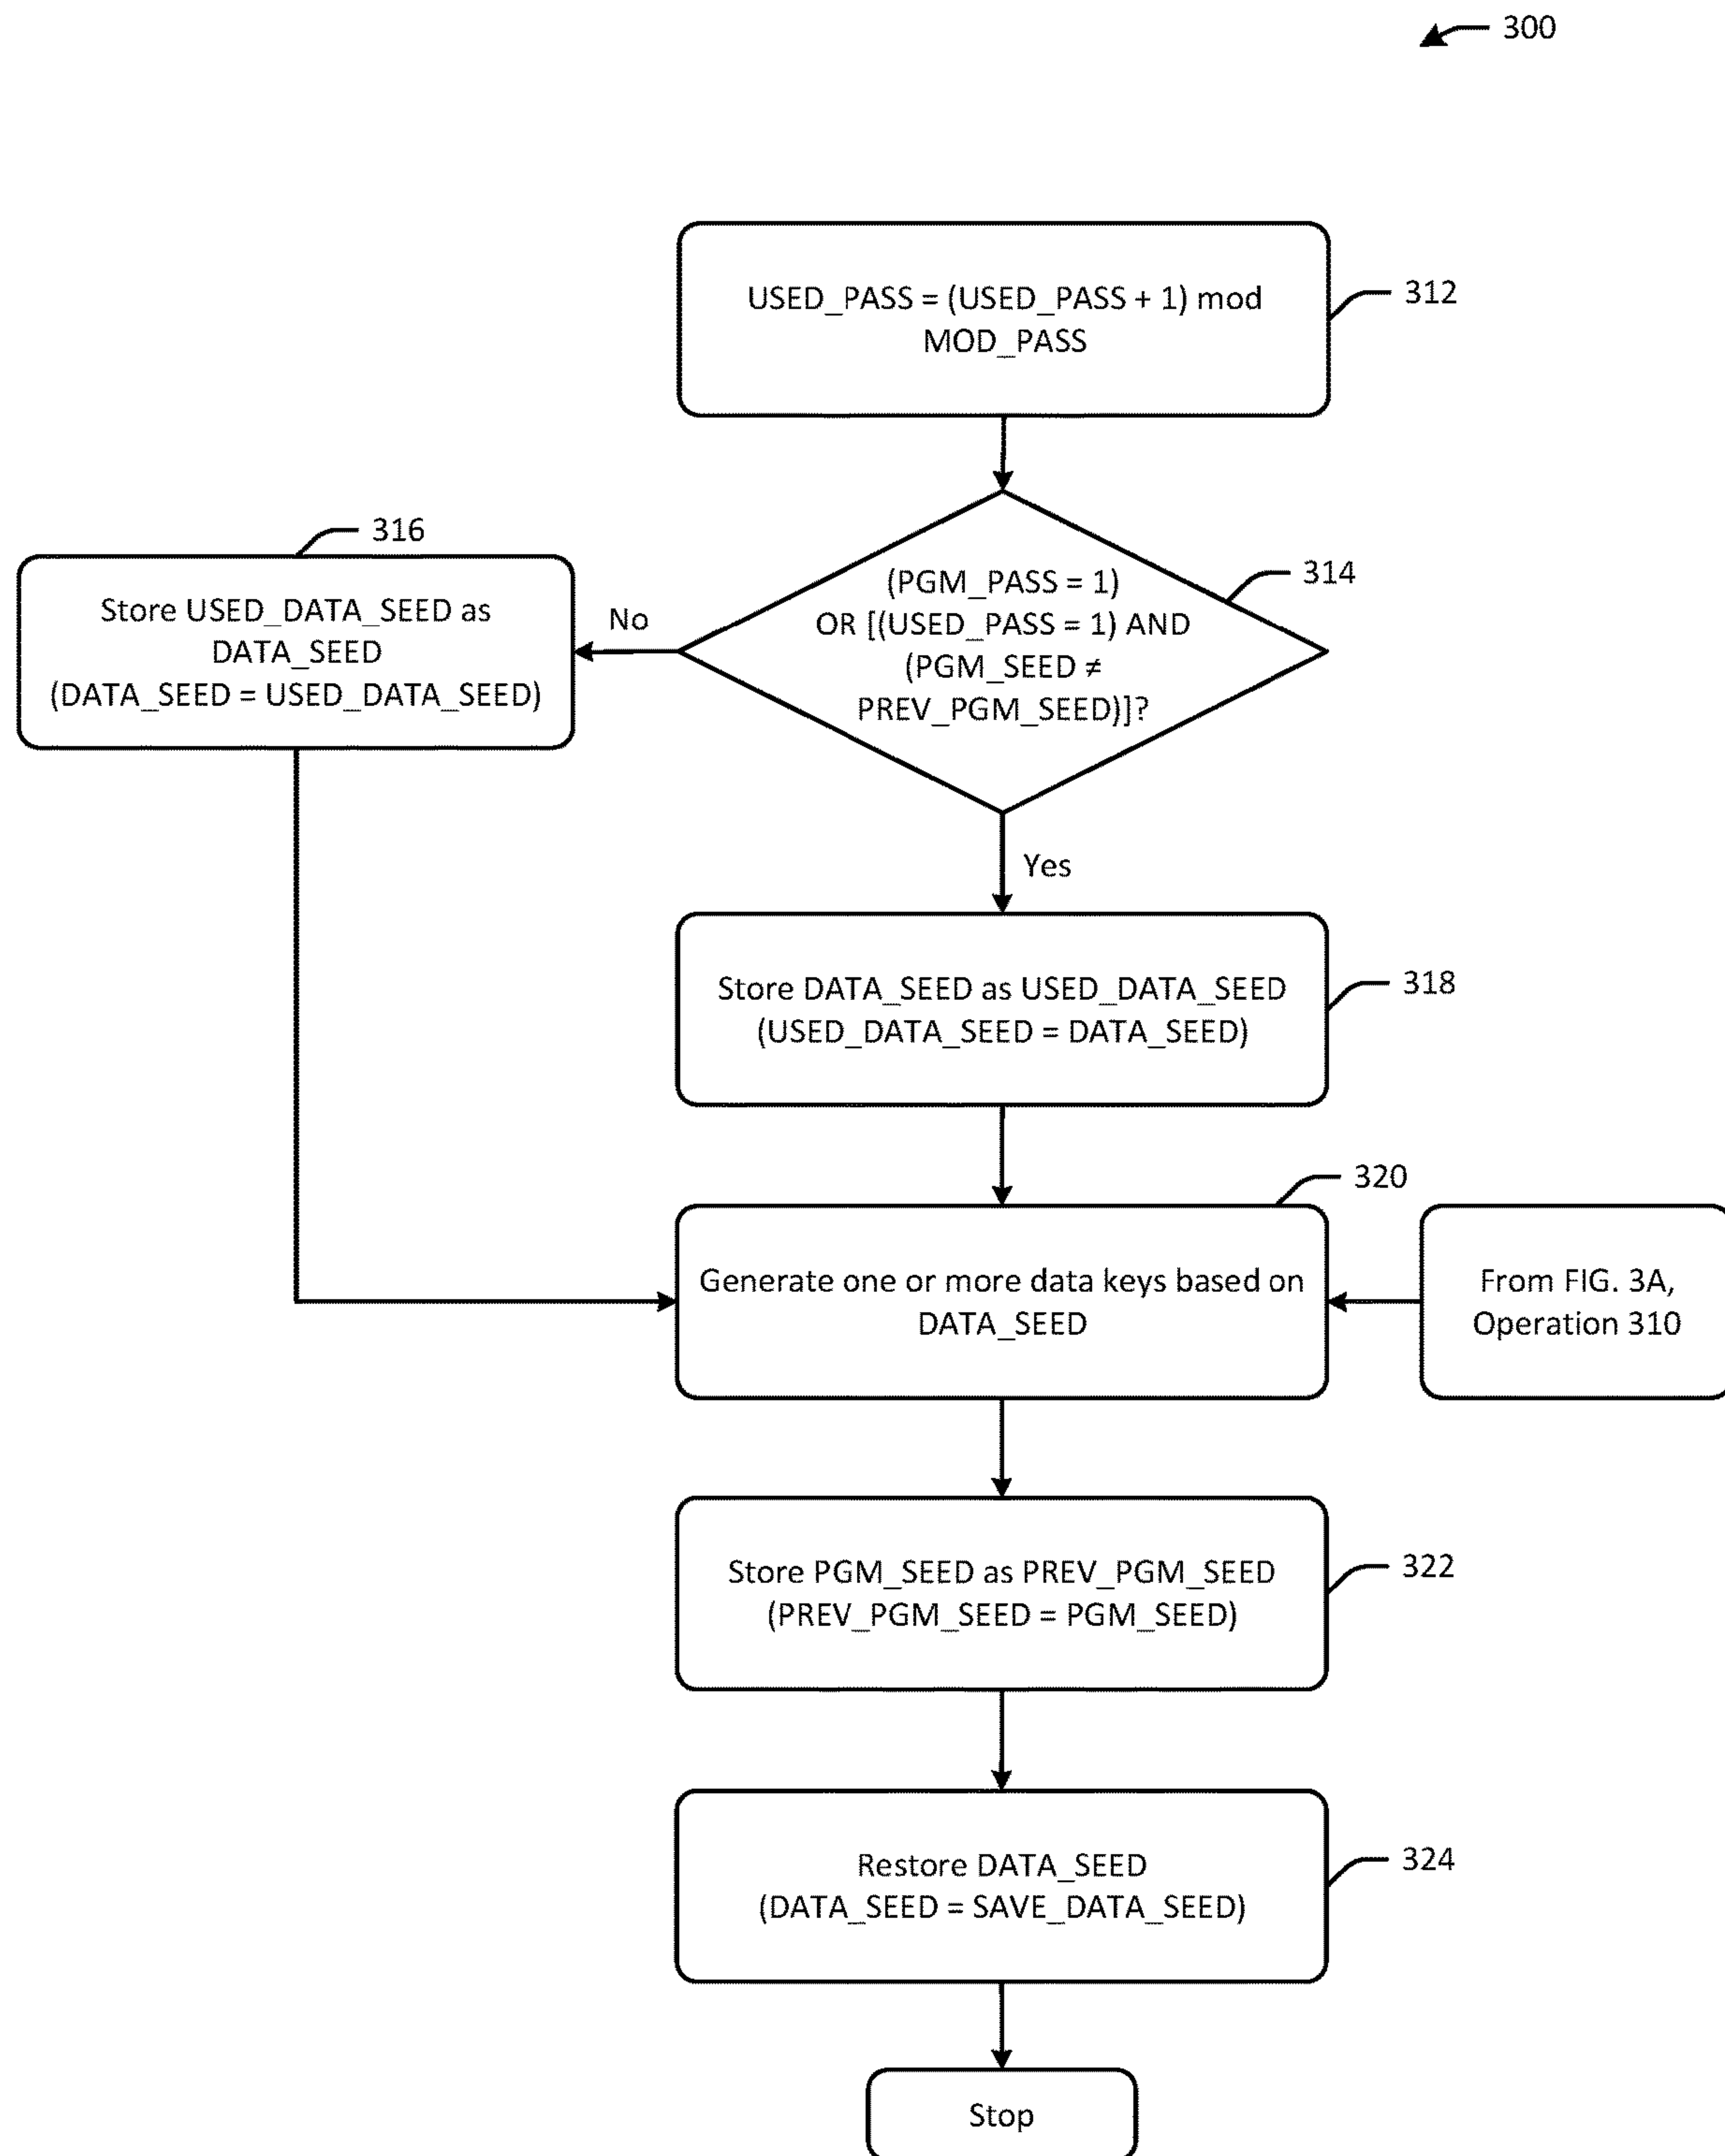 300
USED_PASS = (USED_PASS + 1) mod
MOD_PASS
312
(PGM_PASS = 1)
OR [(USED_PASS = 1) AND
(PGM_SEED ≠
PREV_PGM_SEED)]?
314
No
316
Store USED_DATA_SEED as
DATA_SEED
(DATA_SEED = USED_DATA_SEED)
Yes
Store DATA_SEED as USED_DATA_SEED
(USED_DATA_SEED = DATA_SEED)
318
320
Generate one or more data keys based on
DATA_SEED
From FIG. 3A,
Operation 310
Store PGM_SEED as PREV_PGM_SEED
(PREV_PGM_SEED = PGM_SEED)
322
Restore DATA_SEED
(DATA_SEED = SAVE_DATA_SEED)
324
Stop